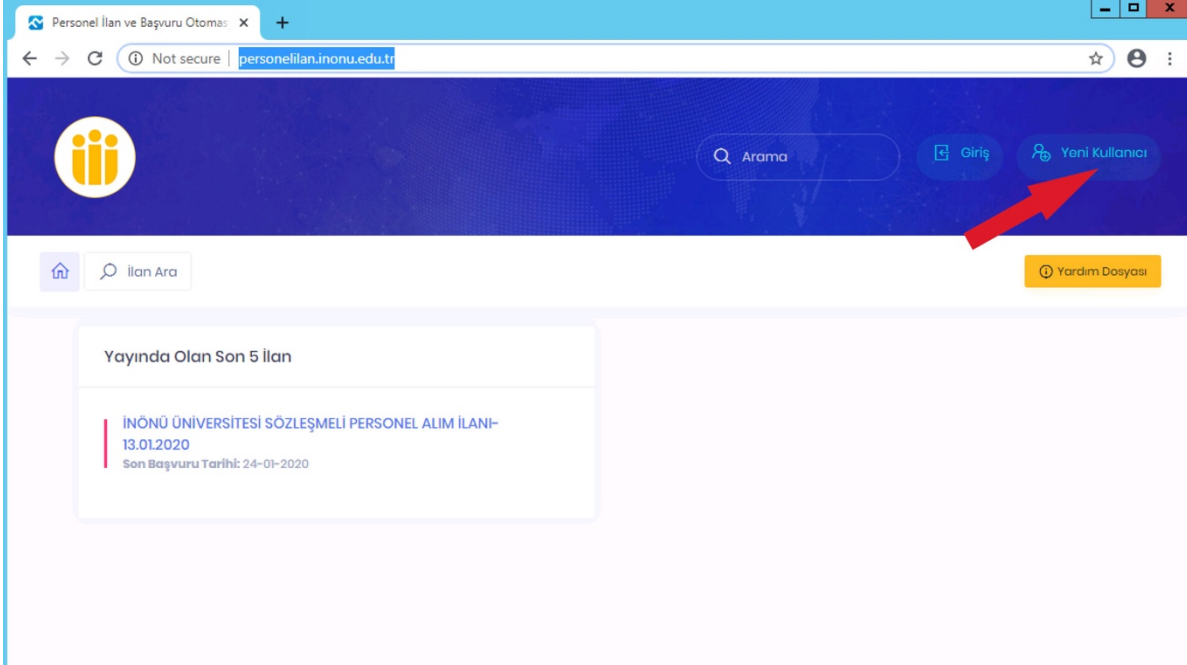 Personel İlan ve Başvuru Otomas
Not secure | personelilan.inonu.edu.tr
Arama
Giriş
Yeni Kullanıcı
İlan Ara
Yardım Dosyası
Yayında Olan Son 5 İlan
İNÖNÜ ÜNİVERSİTESİ SÖZLEŞMELİ PERSONEL ALIM İLANI-
13.01.2020
Son Başvuru Tarihi: 24-01-2020